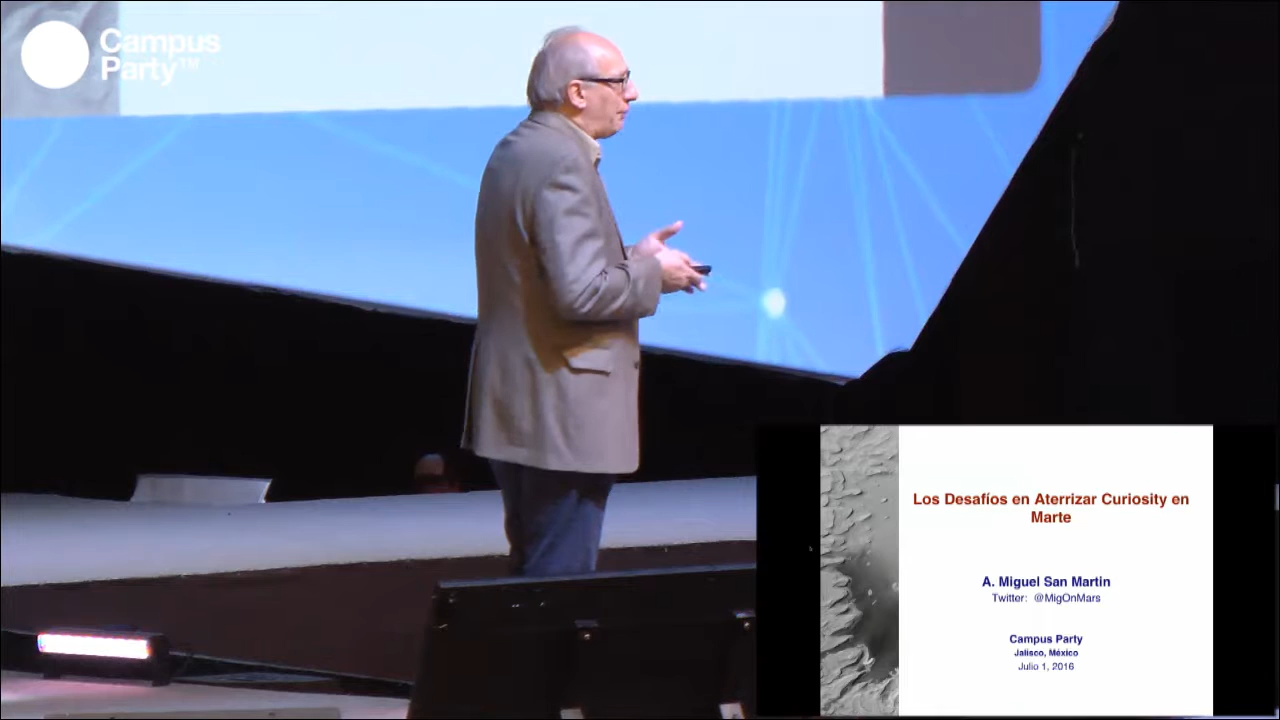 Campus
Party™
Los Desafíos en Aterrizar Curiosity en
Marte
A. Miguel San Martin
Twitter: @MigOnMars
Campus Party
Jalisco, México
Julio 1, 2016